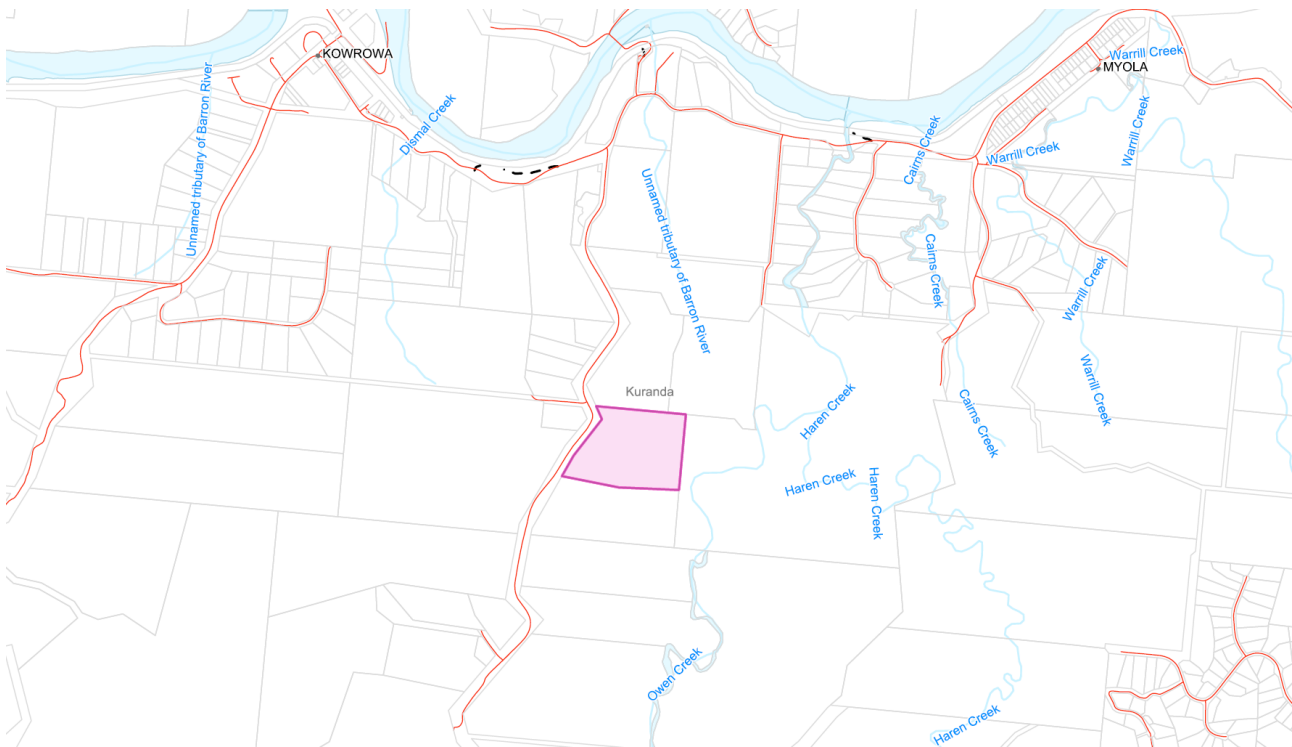 KOWROWA
Warrill Creek
MYOLA
Unnamed tributary of Barron River
Dismal Creek
Cairns Creek
Warrill Creek
Warrill Creek
Unnamed tributary of Barron River
Cairns Creek
Warrill Creek
Warrill Creek
Kuranda
Haren Creek
Cairns Creek
Haren Creek
Haren Creek
Owen Creek
Haren Creek